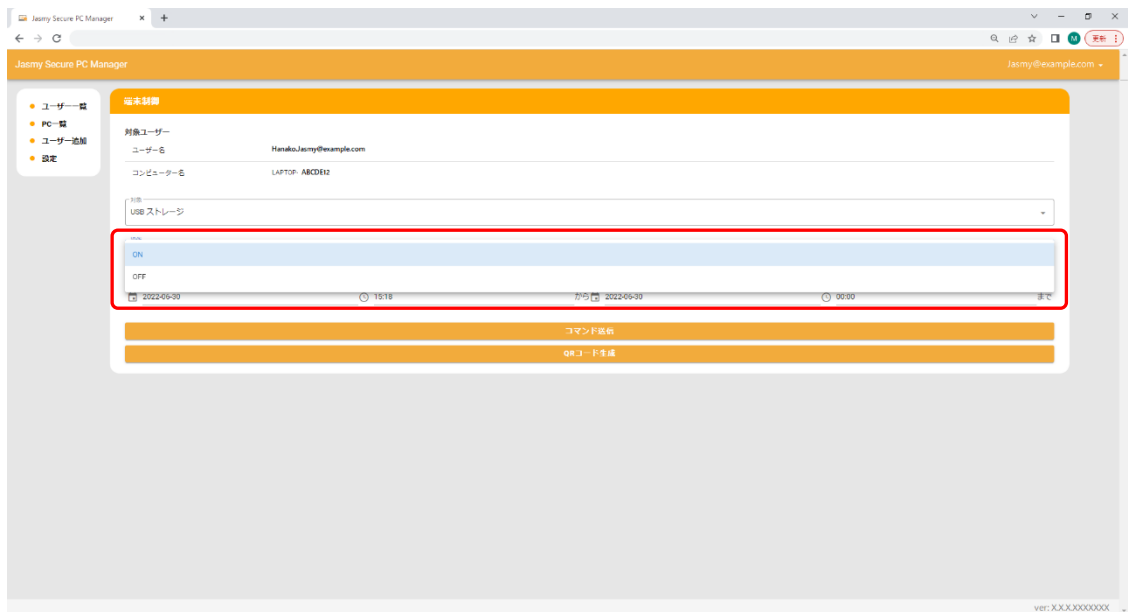 Jasmy Secure PC Manager
M
更新
Jasmy Secure PC Manager
Jasmy@example.com
ユーザー一覧
PC一覧
ユーザー追加
設定
端末制御
対象ユーザー
ユーザー名 HanakoJasmy@example.com
コンピューター名 LAPTOP- ABCDE12
対象
USB ストレージ
ON
OFF
2022-06-30 15:18 から 2022-06-30 00:00 まで
コマンド送信
QRコード生成
ver: X.X.X.XXXXXXX